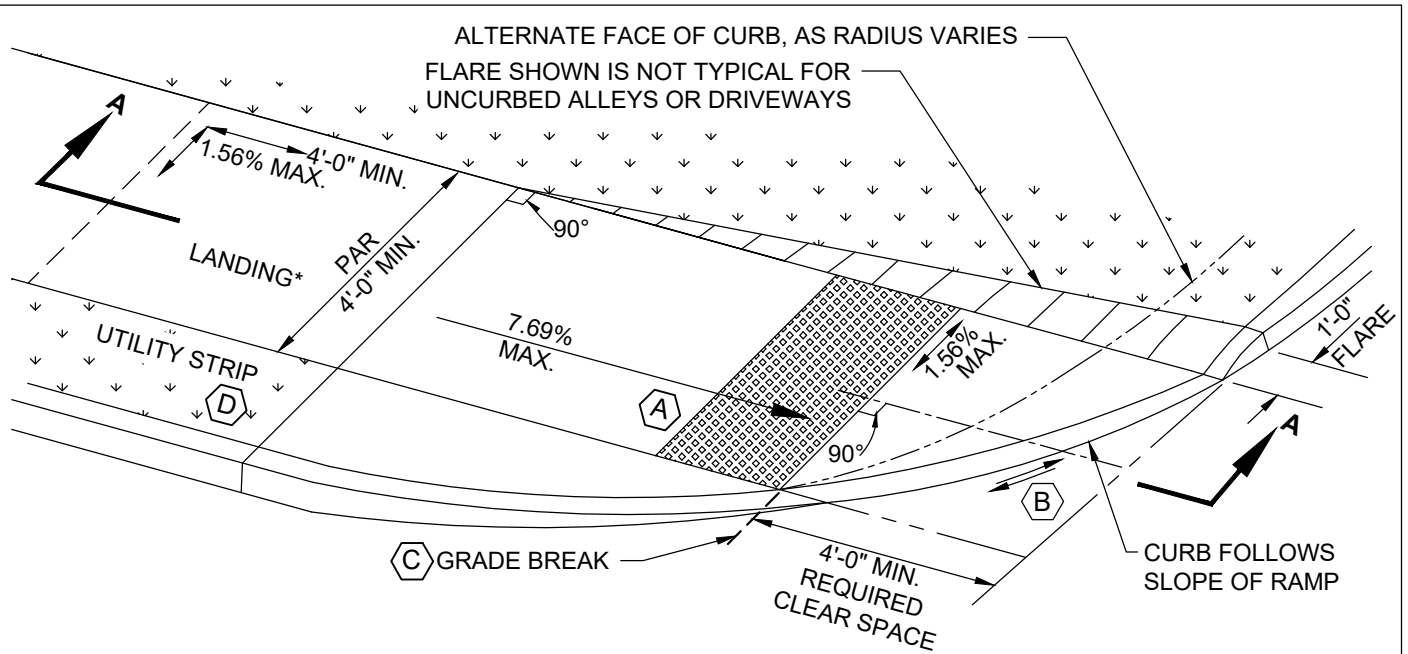 ALTERNATE FACE OF CURB, AS RADIUS VARIES
FLARE SHOWN IS NOT TYPICAL FOR
UNCURBED ALLEYS OR DRIVEWAYS
A
1.56% MAX.
4'-0" MIN.
90°
PAR
4'-0" MIN.
LANDING*
UTILITY STRIP
D
7.69%
MAX.
A
1.56%
MAX.
90°
1'-0"
FLARE
A
B
C
GRADE BREAK
4'-0" MIN.
REQUIRED
CLEAR SPACE
CURB FOLLOWS
SLOPE OF RAMP